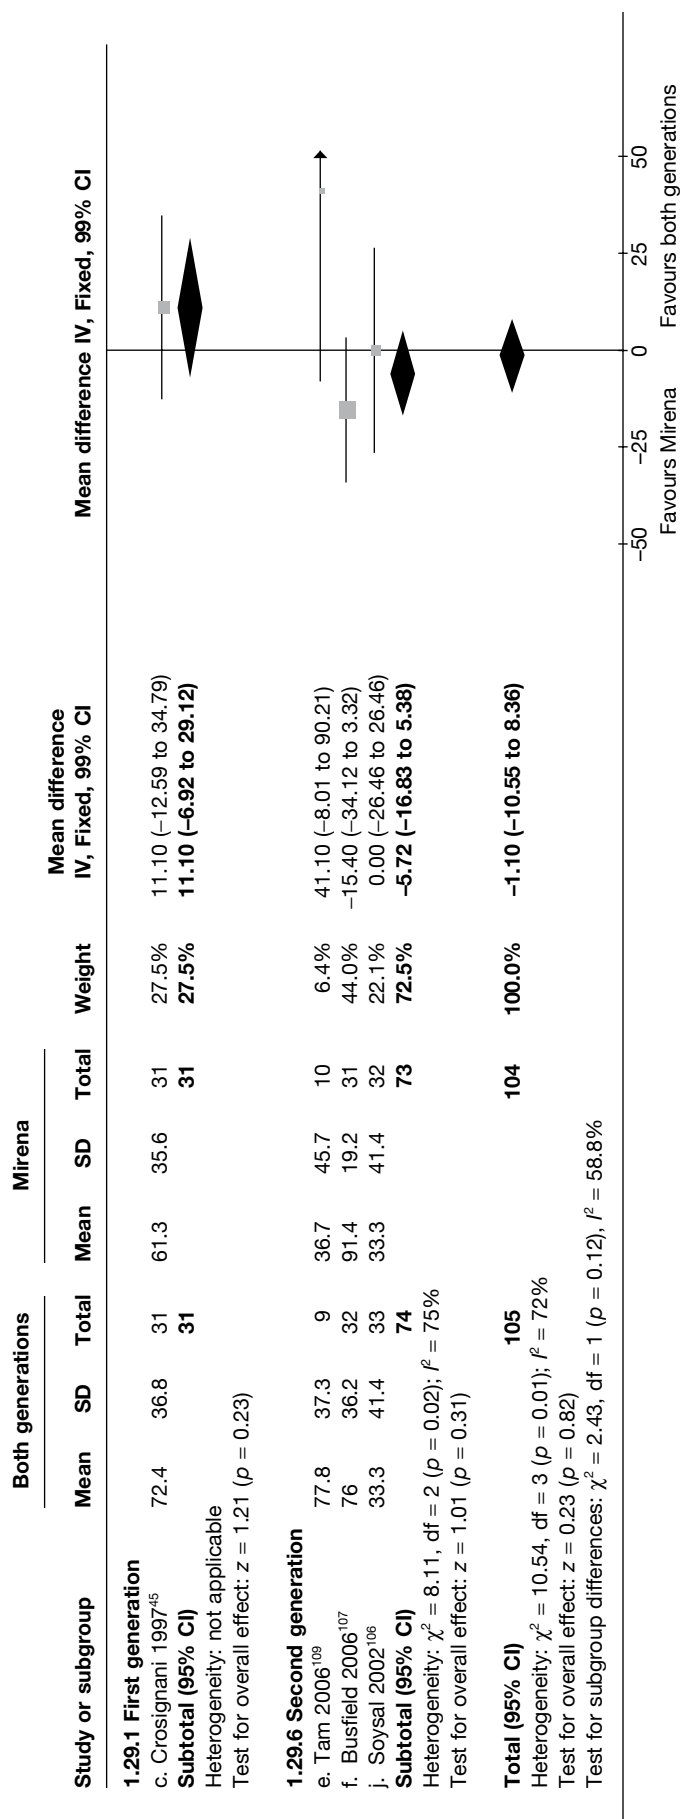 Both generations Mirena Mean difference
Study or subgroup Mean SD Total Mean SD Total Weight IV, Fixed, 99% CI Mean difference IV, Fixed, 99% CI
1.29.1 First generation
c. Crosignani 1997⁴⁵ 72.4 36.8 31 61.3 35.6 31 27.5% 11.10 (−12.59 to 34.79)
Subtotal (95% CI) 31 31 27.5% 11.10 (−6.92 to 29.12)
Heterogeneity: not applicable
Test for overall effect: z = 1.21 (p = 0.23)
1.29.6 Second generation
e. Tam 2006¹⁰⁹ 77.8 37.3 9 36.7 45.7 10 6.4% 41.10 (−8.01 to 90.21)
f. Busfield 2006¹⁰⁷ 76 36.2 32 91.4 19.2 31 44.0% −15.40 (−34.12 to 3.32)
j. Soysal 2002¹⁰⁶ 33.3 41.4 33 33.3 41.4 32 22.1% 0.00 (−26.46 to 26.46)
Subtotal (95% CI) 74 73 72.5% −5.72 (−16.83 to 5.38)
Heterogeneity: χ² = 8.11, df = 2 (p = 0.02); I² = 75%
Test for overall effect: z = 1.01 (p = 0.31)
Total (95% CI) 105 104 100.0% −1.10 (−10.55 to 8.36)
Heterogeneity: χ² = 10.54, df = 3 (p = 0.01); I² = 72%
Test for overall effect: z = 0.23 (p = 0.82)
Test for subgroup differences: χ² = 2.43, df = 1 (p = 0.12), I² = 58.8%
−50 −25 0 25 50
Favours Mirena Favours both generations